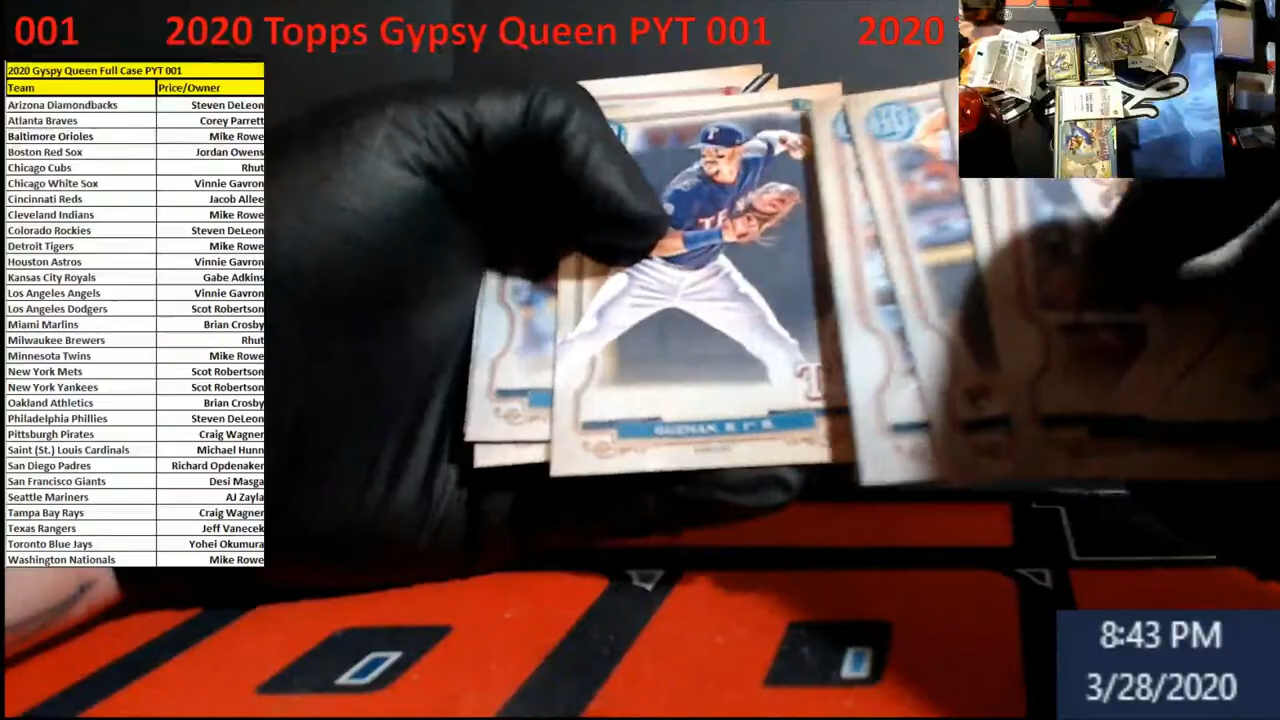 001 2020 Topps Gypsy Queen PYT 001 2020
2020 Gyspy Queen Full Case PYT 001
Team Price/Owner
Arizona Diamondbacks Steven DeLeon
Atlanta Braves Corey Parrett
Baltimore Orioles Mike Rowe
Boston Red Sox Jordan Owens
Chicago Cubs Rhut
Chicago White Sox Vinnie Gavron
Cincinnati Reds Jacob Allee
Cleveland Indians Mike Rowe
Colorado Rockies Steven DeLeon
Detroit Tigers Mike Rowe
Houston Astros Vinnie Gavron
Kansas City Royals Gabe Adkins
Los Angeles Angels Vinnie Gavron
Los Angeles Dodgers Scot Robertson
Miami Marlins Brian Crosby
Milwaukee Brewers Rhut
Minnesota Twins Mike Rowe
New York Mets Scot Robertson
New York Yankees Scot Robertson
Oakland Athletics Brian Crosby
Philadelphia Phillies Steven DeLeon
Pittsburgh Pirates Craig Wagner
Saint (St.) Louis Cardinals Michael Hunn
San Diego Padres Richard Opdenaker
San Francisco Giants Desi Masga
Seattle Mariners AJ Zayla
Tampa Bay Rays Craig Wagner
Texas Rangers Jeff Vanecek
Toronto Blue Jays Yohei Okumura
Washington Nationals Mike Rowe
T
T
8:43 PM
3/28/2020